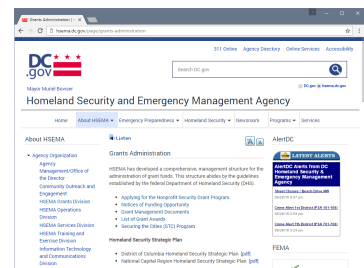 Grants Administration | H
hsema.dc.gov/page/grants-administration
311 Online Agency Directory Online Services Accessibility
DC
.gov
Search DC.gov
Mayor Muriel Bowser
DC.gov hsema.dc.gov
Homeland Security and Emergency Management Agency
Home About HSEMA Emergency Preparedness Homeland Security Newsroom Programs Services
About HSEMA
Agency Organization
Agency
Management/Office of
the Director
Community Outreach and
Engagement
HSEMA Grants Division
HSEMA Operations
Division
HSEMA Services Division
HSEMA Training and
Exercise Division
Information Technology
and Communications
Division
Listen
A A
Grants Administration
HSEMA has developed a comprehensive, management structure for the
administration of grant funds. This structure abides by the guidelines
established by the federal Department of Homeland Security (DHS).
Applying for the Nonprofit Security Grant Program
Notices of Funding Opportunity
Grant Management Documents
List of Grant Awards
Securing the Cities (STC) Program
Homeland Security Strategic Plan
District of Columbia Homeland Security Strategic Plan [pdf]
National Capital Region Homeland Security Strategic Plan [pdf]
AlertDC
LATEST ALERTS
AlertDC Alerts from DC
Homeland Security &
Emergency Management
Agency
FEMA